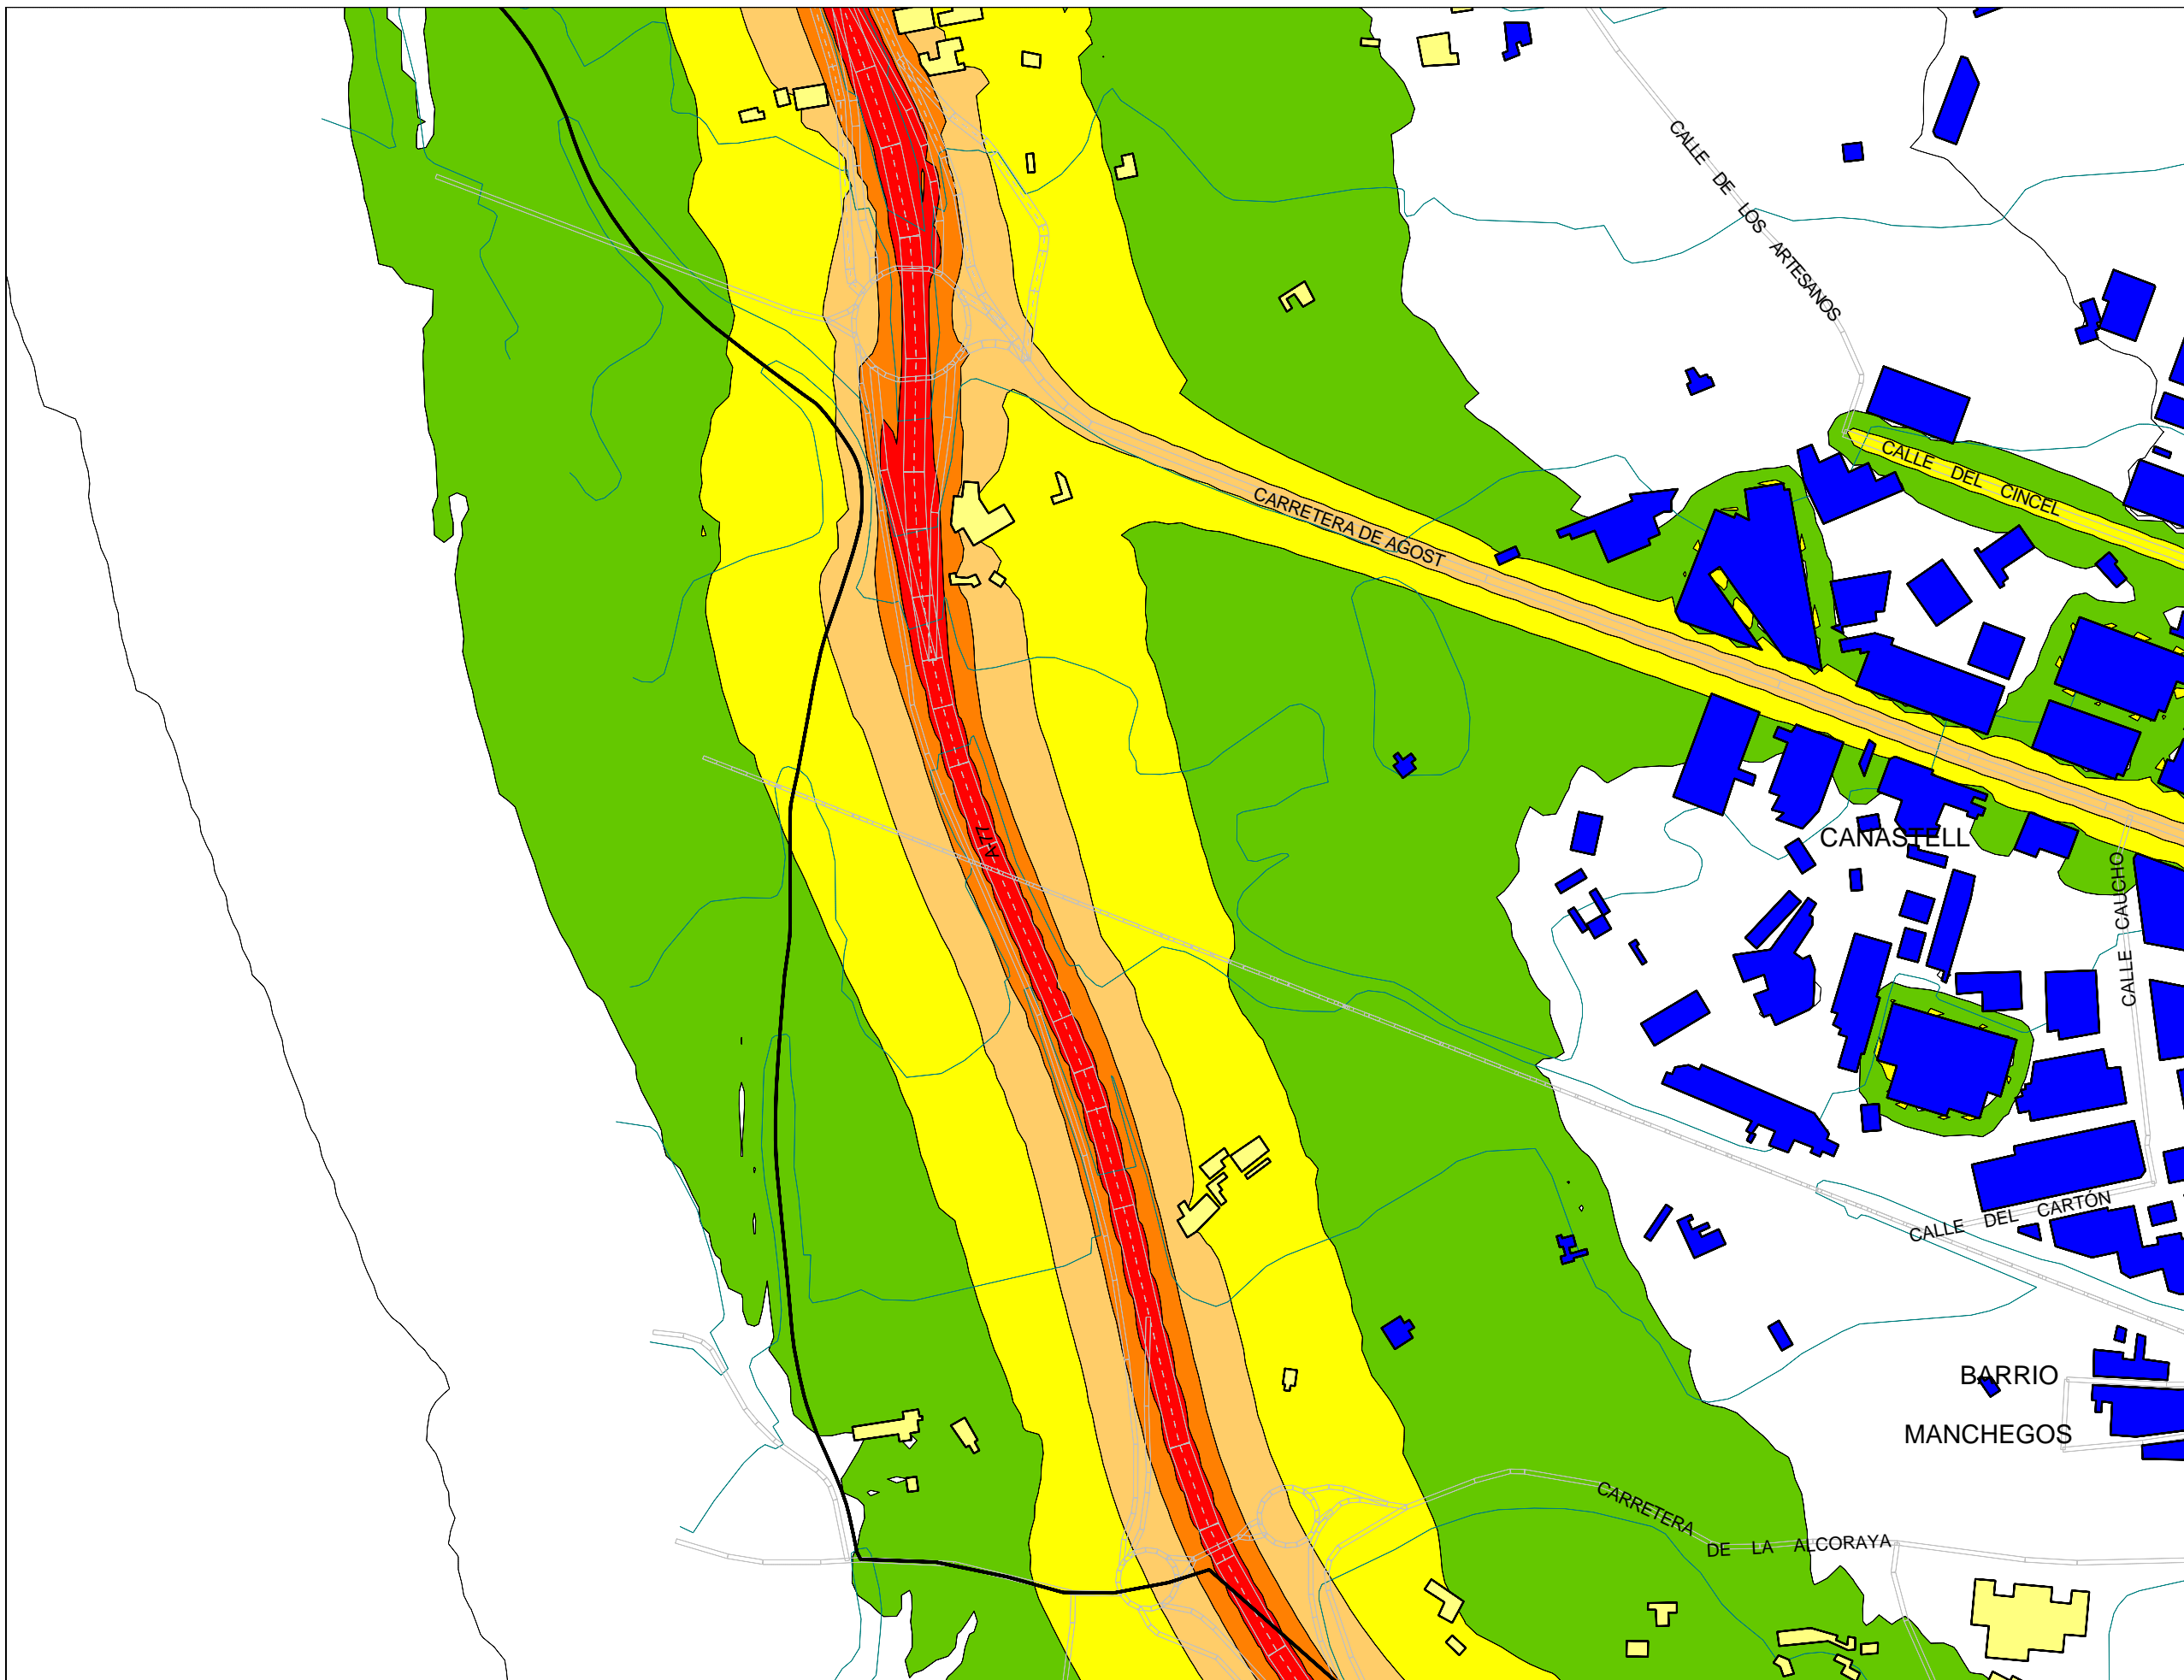 CALLE DE LOS ARTESANOS
CALLE DEL CINCEL
CARRETERA DE AGOST
A-77
CANASTELL
CALLE CAUCHO
CALLE DEL CARTÓN
BARRIO
MANCHEGOS
CARRETERA
DE LA ALCORAYA